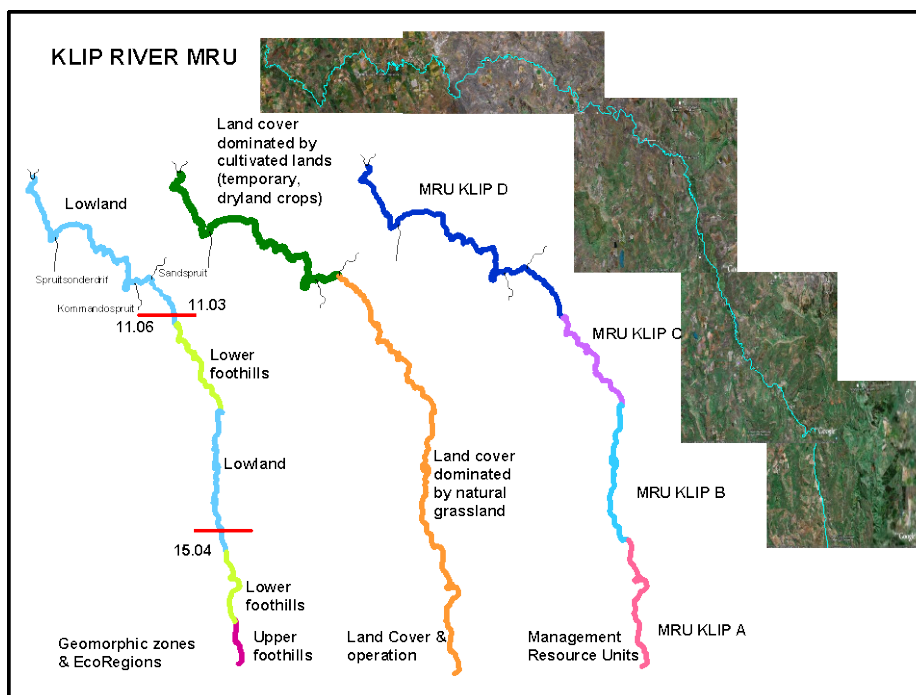 KLIP RIVER MRU
Land cover
dominated by
cultivated lands
(temporary,
dryland crops)
MRU KLIP D
Lowland
Spruitsonderdrif
Sandspruit
Kommandospruit
11.03
11.06
MRU KLIP C
Lower
foothills
Lowland
Land cover
dominated
by natural
grassland
MRU KLIP B
15.04
Lower
foothills
Upper
foothills
MRU KLIP A
Geomorphic zones
& EcoRegions
Land Cover &
operation
Management
Resource Units
Google
Google